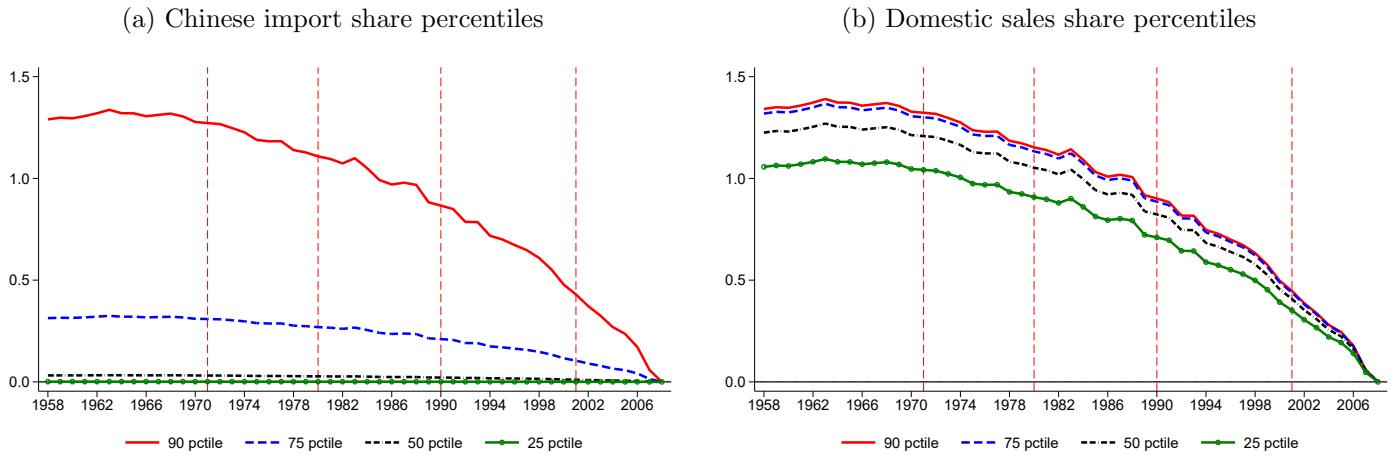 (a) Chinese import share percentiles
1.5
1.0
0.5
0.0
1958 1962 1966 1970 1974 1978 1982 1986 1990 1994 1998 2002 2006
90 pctile 75 pctile 50 pctile 25 pctile
(b) Domestic sales share percentiles
1.5
1.0
0.5
0.0
1958 1962 1966 1970 1974 1978 1982 1986 1990 1994 1998 2002 2006
90 pctile 75 pctile 50 pctile 25 pctile